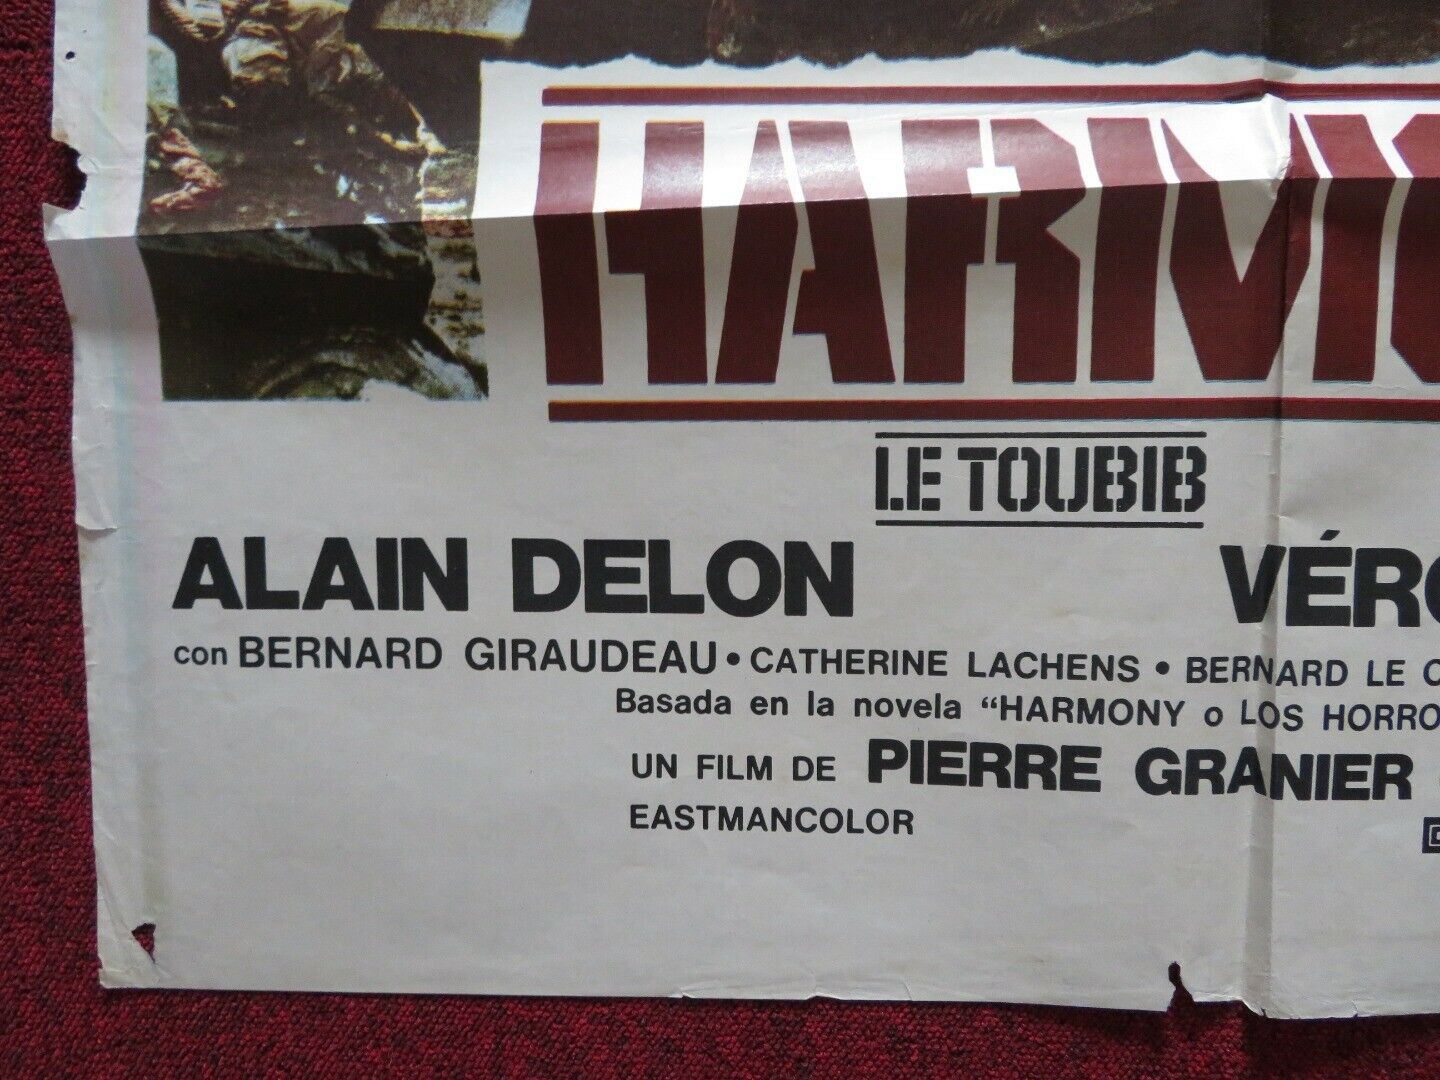 LE TOUBIB
ALAIN DELON
con BERNARD GIRAUDEAU • CATHERINE LACHENS • BERNARD LE
Basada en la novela “HARMONY o LOS
UN FILM DE PIERRE GRANIER
EASTMANCOLOR